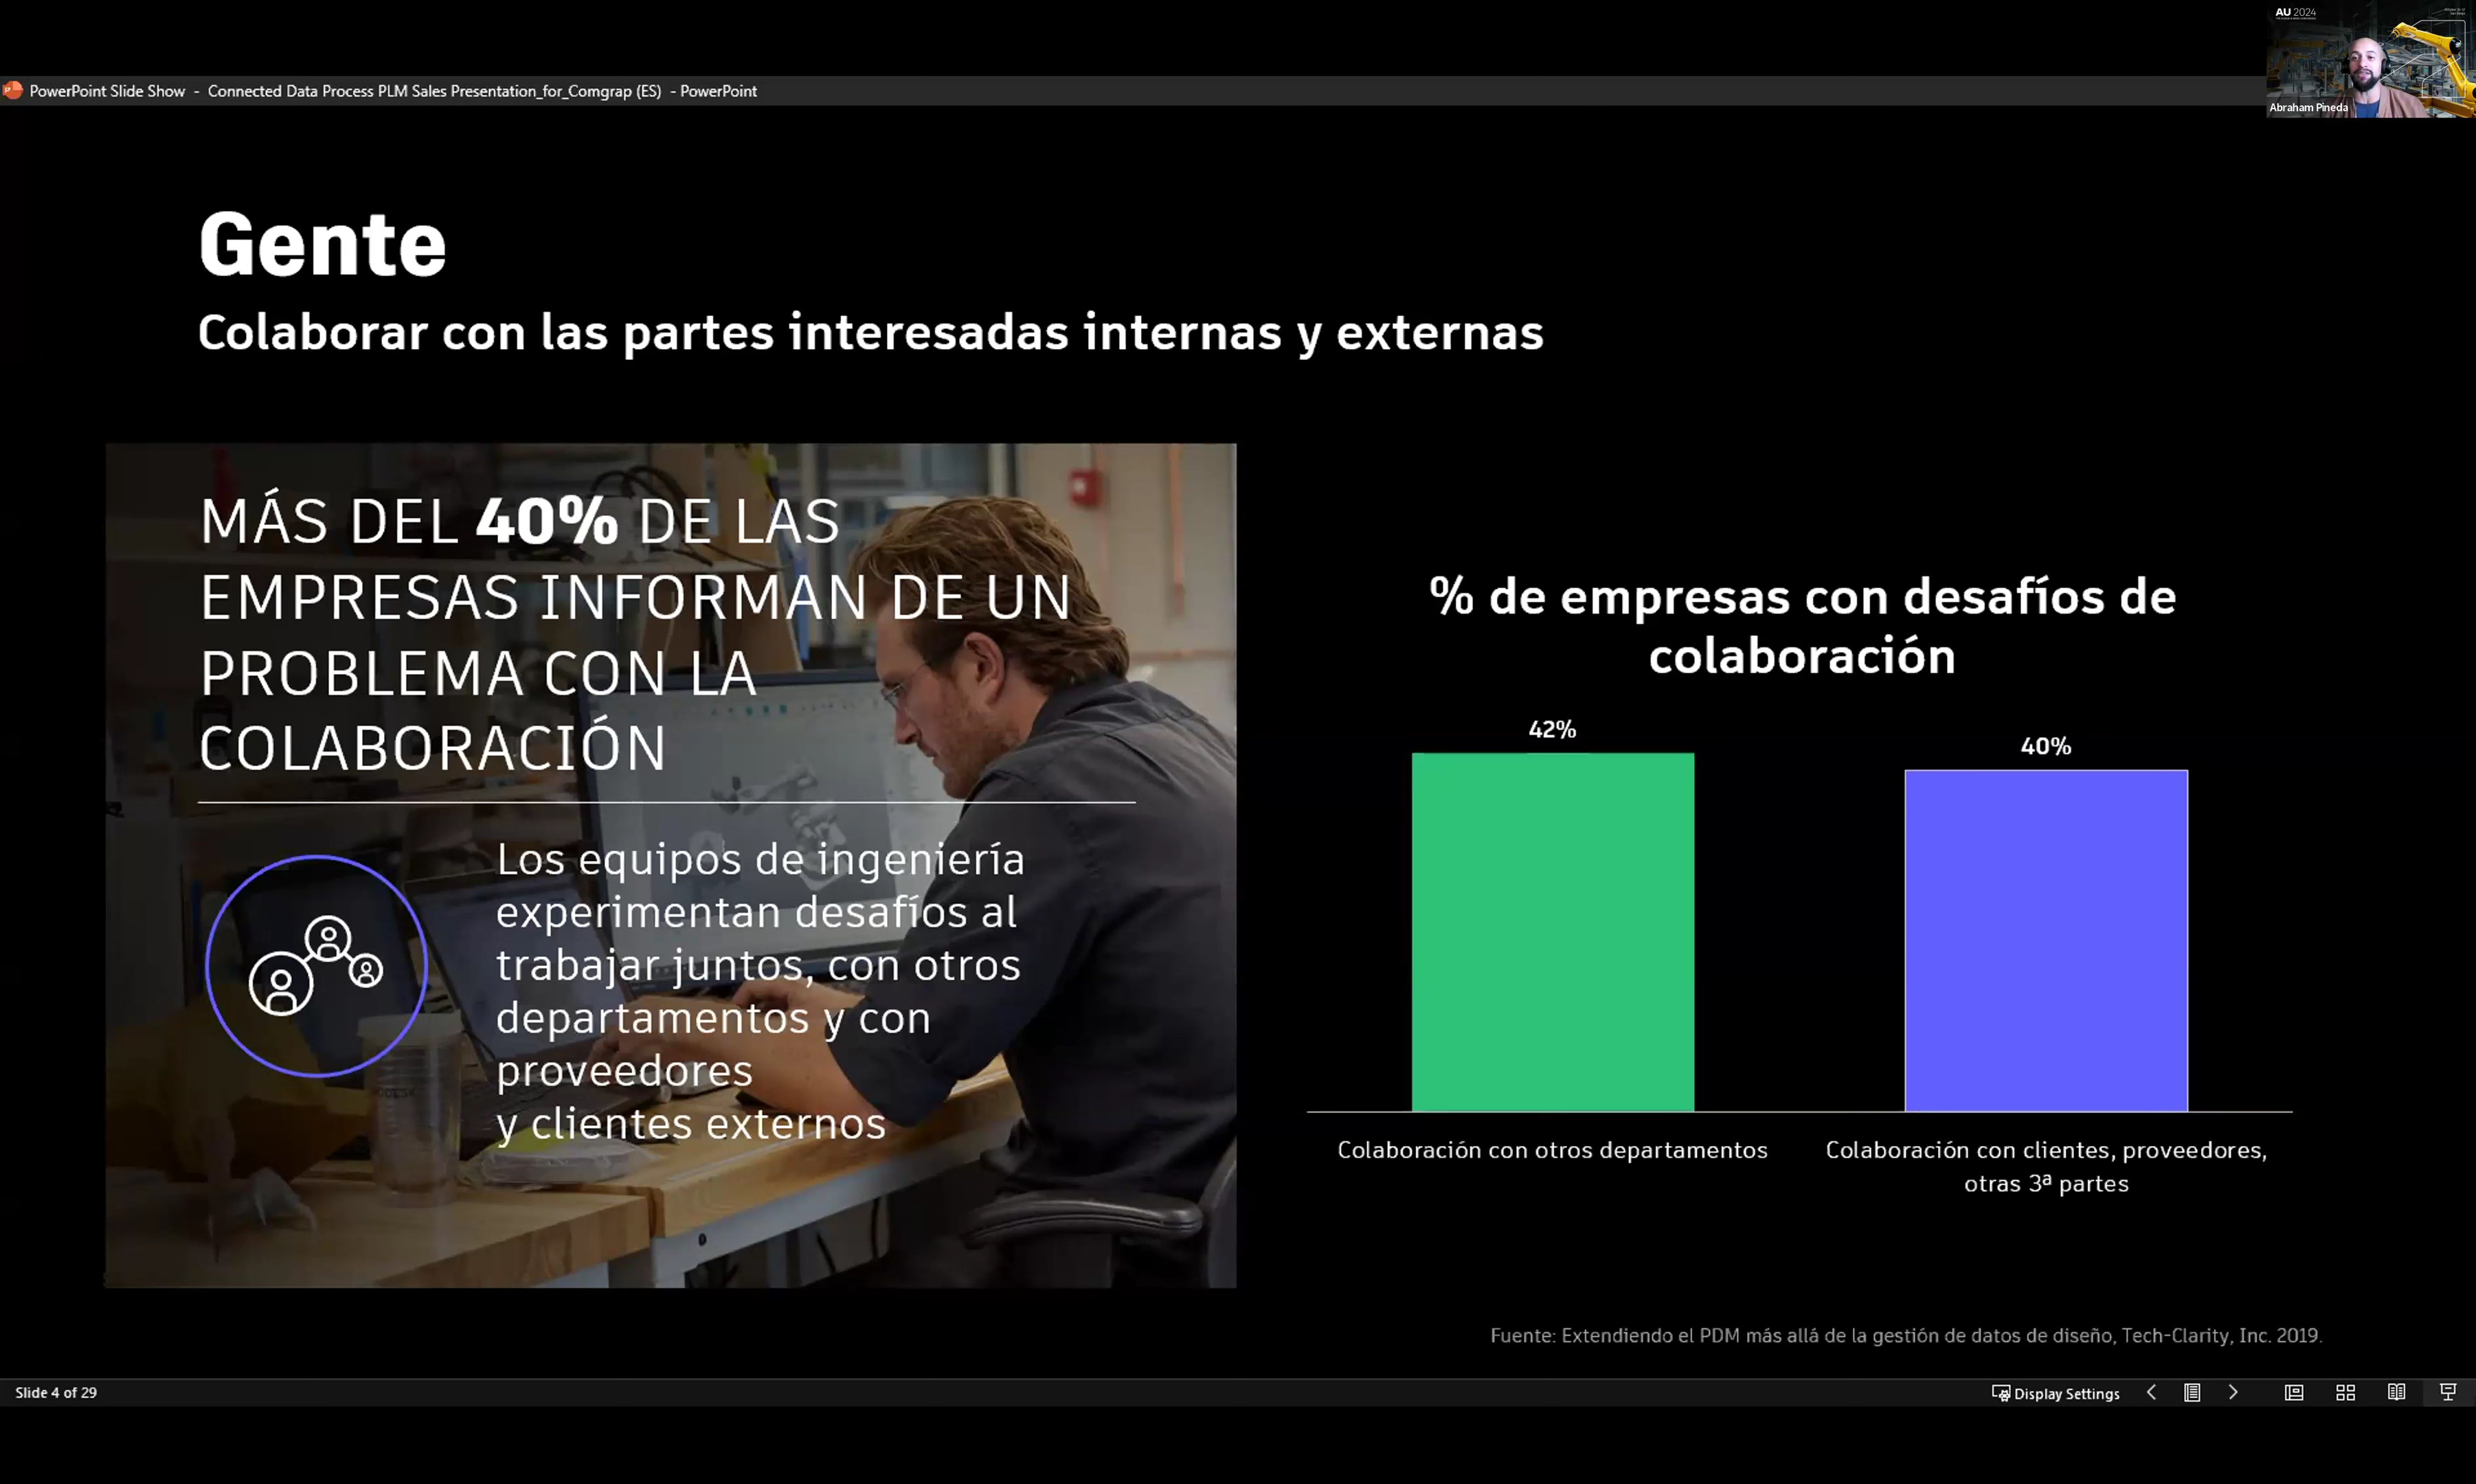 AU 2024
PowerPoint Slide Show - Connected Data Process PLM Sales Presentation_for_Comgrap (ES) - PowerPoint
Abraham Pineda
Gente
Colaborar con las partes interesadas internas y externas
MÁS DEL 40% DE LAS
EMPRESAS INFORMAN DE UN
PROBLEMA CON LA
COLABORACIÓN
Los equipos de ingeniería
experimentan desafíos al
trabajar juntos, con otros
departamentos y con
proveedores
y clientes externos
% de empresas con desafíos de
colaboración
42%
40%
Colaboración con otros departamentos
Colaboración con clientes, proveedores,
otras 3ª partes
Fuente: Extendiendo el PDM más allá de la gestión de datos de diseño, Tech-Clarity, Inc. 2019.
Slide 4 of 29
Display Settings